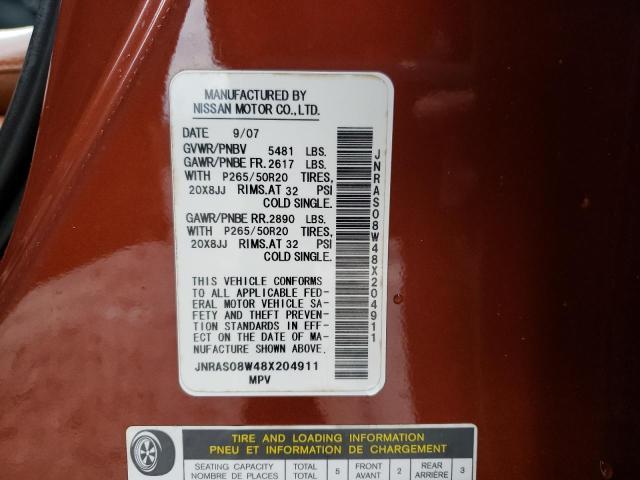 MANUFACTURED BY
NISSAN MOTOR CO., LTD.
DATE 9/07
GVWR/PNBV 5481 LBS.
GAWR/PNBE FR. 2617 LBS.
WITH P265/50R20 TIRES,
20X8JJ RIMS. AT 32 PSI
COLD SINGLE.
GAWR/PNBE RR. 2890 LBS.
WITH P265/50R20 TIRES,
20X8JJ RIMS. AT 32 PSI
COLD SINGLE.
THIS VEHICLE CONFORMS
TO ALL APPLICABLE FED-
ERAL MOTOR VEHICLE SA-
FETY AND THEFT PREVEN-
TION STANDARDS IN EFF-
ECT ON THE DATE OF MA-
NUFACTURE SHOWN ABOVE.
JNRAS08W48X204911
MPV
JNRAS08W48X204911
TIRE AND LOADING INFORMATION
PNEU ET INFORMATION DE CHARGEMENT
SEATING CAPACITY TOTAL 5 FRONT 2 REAR 3
NOMBRE DE PLACES TOTAL AVANT ARRIÈRE